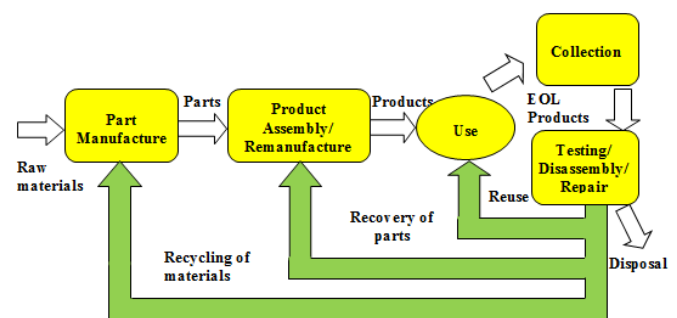 Collection
Parts
Products
EOL
Products
Part
Manufacture
Product
Assembly/
Remanufacture
Use
Testing/
Disassembly/
Repair
Raw
materials
Reuse
Recovery of
parts
Recycling of
materials
Disposal